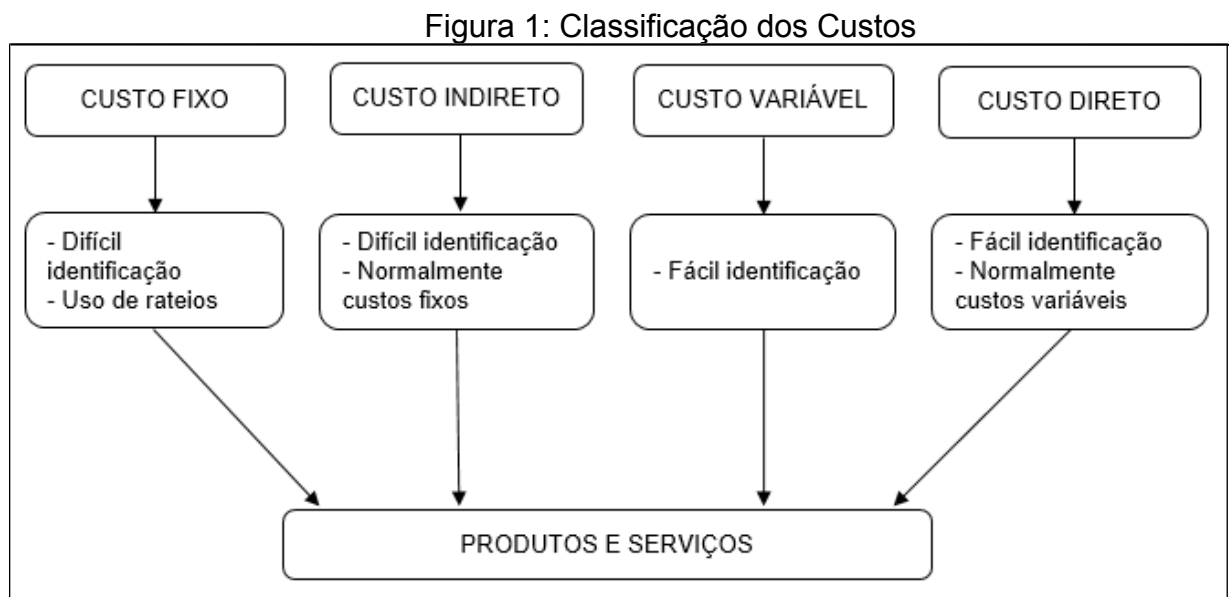 Figura 1: Classificação dos Custos
CUSTO FIXO
CUSTO INDIRETO
CUSTO VARIÁVEL
CUSTO DIRETO
- Difícil
identificação
- Uso de rateios
- Difícil identificação
- Normalmente
custos fixos
- Fácil identificação
- Fácil identificação
- Normalmente
custos variáveis
PRODUTOS E SERVIÇOS